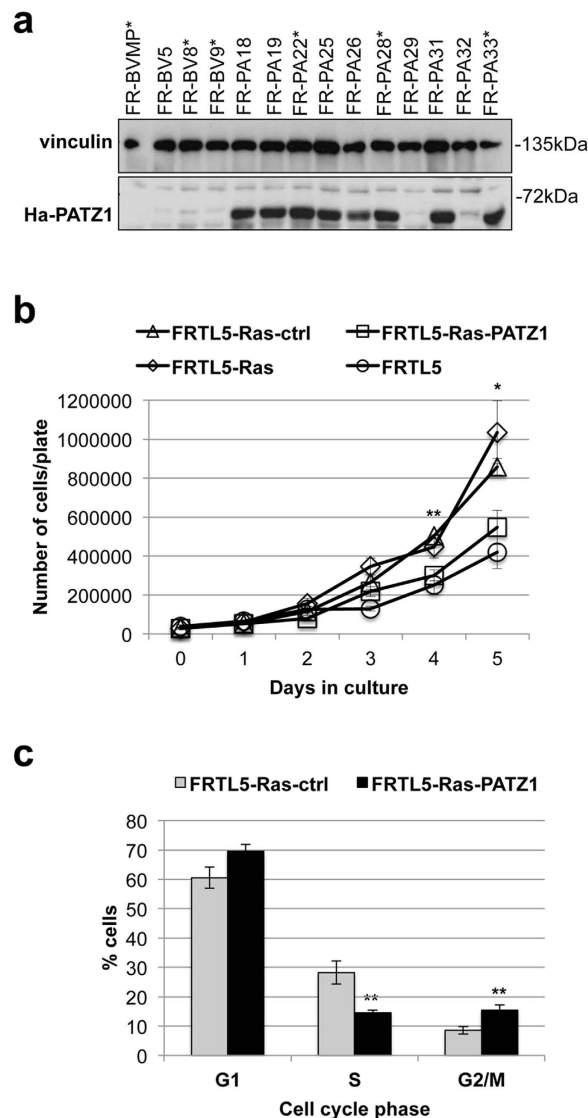 a
FR-BVMP*
FR-BV5
FR-BV8*
FR-BV9*
FR-PA18
FR-PA19
FR-PA22*
FR-PA25
FR-PA26
FR-PA28*
FR-PA29
FR-PA31
FR-PA32
FR-PA33*
vinculin
-135kDa
Ha-PATZ1
-72kDa
b
FRTL5-Ras-ctrl
FRTL5-Ras-PATZ1
FRTL5-Ras
FRTL5
Number of cells/plate
1200000
1000000
800000
600000
400000
200000
0
**
*
0 1 2 3 4 5
Days in culture
c
FRTL5-Ras-ctrl
FRTL5-Ras-PATZ1
% cells
80
70
60
50
40
30
20
10
0
**
**
G1 S G2/M
Cell cycle phase